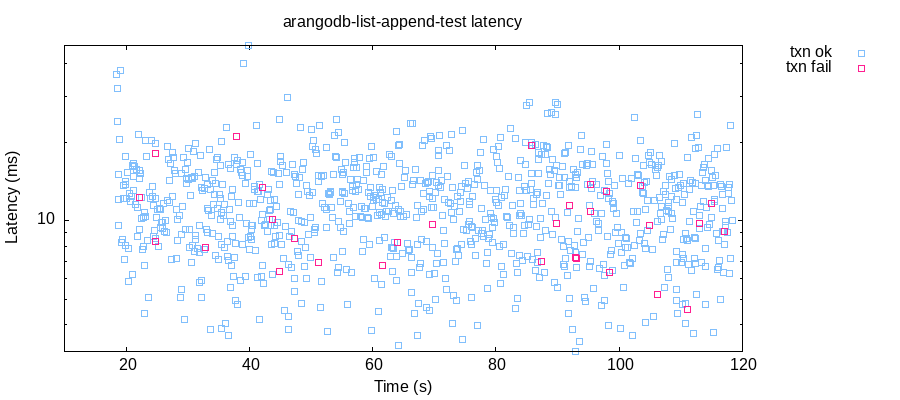 arangodb-list-append-test latency
txn ok
txn fail
Latency (ms)
10
20 40 60 80 100 120
Time (s)